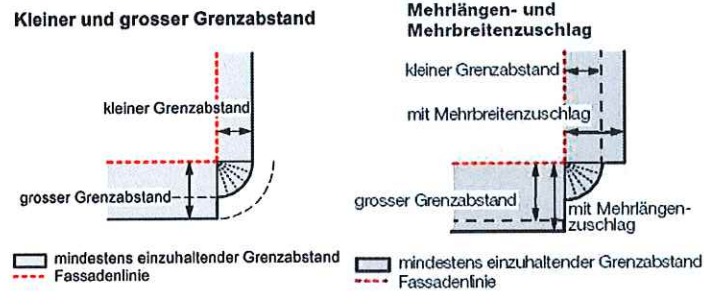 Kleiner und grosser Grenzabstand
kleiner Grenzabstand
grosser Grenzabstand
mindestens einzuhaltender Grenzabstand
Fassadenlinie
Mehrlängen- und
Mehrbreitenzuschlag
kleiner Grenzabstand
mit Mehrbreitenzuschlag
grosser Grenzabstand
mit Mehrlängen-
zuschlag
mindestens einzuhaltender Grenzabstand
Fassadenlinie